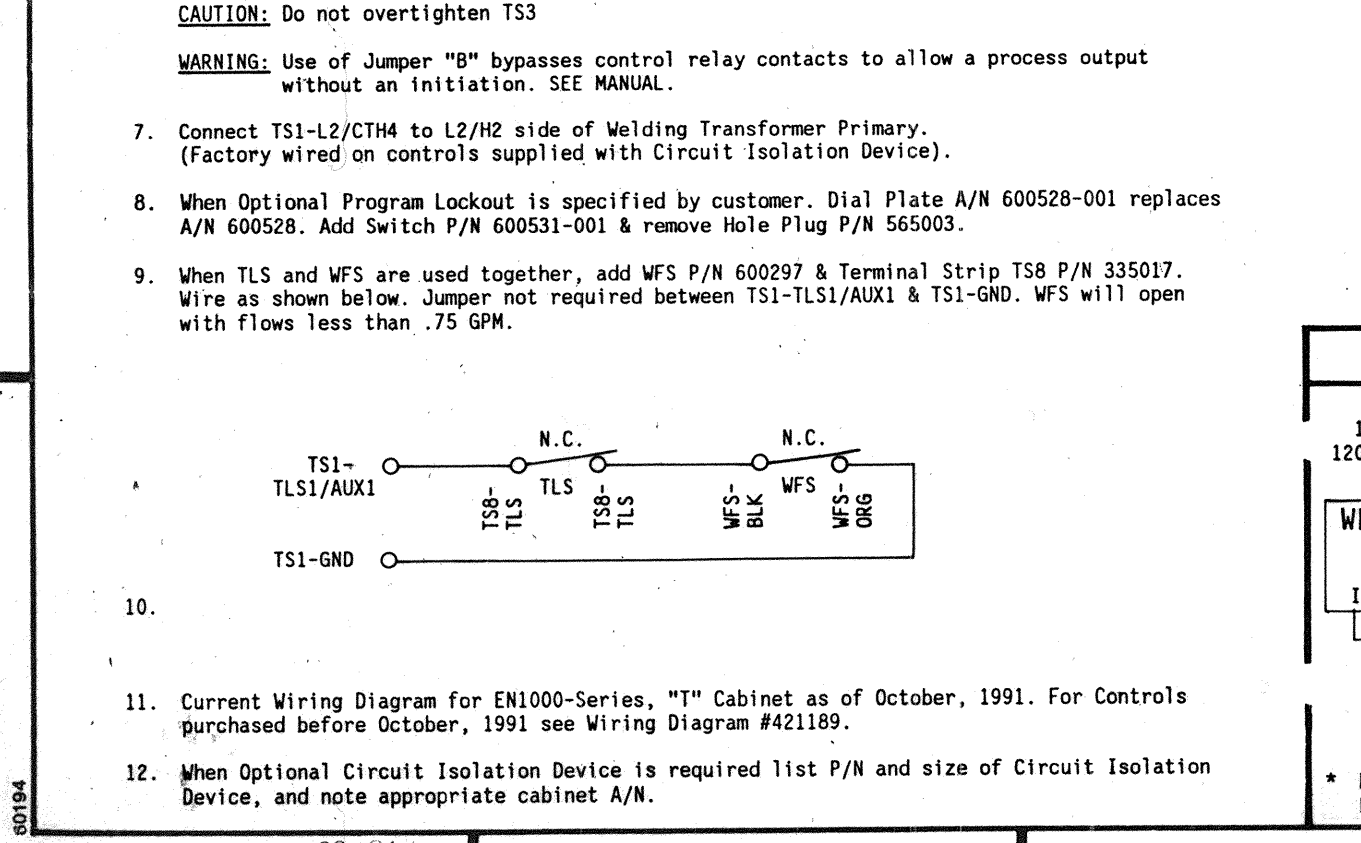 CAUTION: Do not overtighten TS3
WARNING: Use of Jumper "B" bypasses control relay contacts to allow a process output
without an initiation. SEE MANUAL.
7. Connect TS1-L2/CTH4 to L2/H2 side of Welding Transformer Primary.
(Factory wired on controls supplied with Circuit Isolation Device).
8. When Optional Program Lockout is specified by customer. Dial Plate A/N 600528-001 replaces
A/N 600528. Add Switch P/N 600531-001 & remove Hole Plug P/N 565003.
9. When TLS and WFS are used together, add WFS P/N 600297 & Terminal Strip TS8 P/N 335017.
Wire as shown below. Jumper not required between TS1-TLS1/AUX1 & TS1-GND. WFS will open
with flows less than .75 GPM.
N.C.
N.C.
TS1-
TLS1/AUX1
TLS
WFS
TS8-
TLS
TS8-
TLS
WFS-
BLK
WFS-
ORG
TS1-GND
10.
11. Current Wiring Diagram for EN1000-Series, "T" Cabinet as of October, 1991. For Controls
purchased before October, 1991 see Wiring Diagram #421189.
12. When Optional Circuit Isolation Device is required list P/N and size of Circuit Isolation
Device, and note appropriate cabinet A/N.
60194
120
*